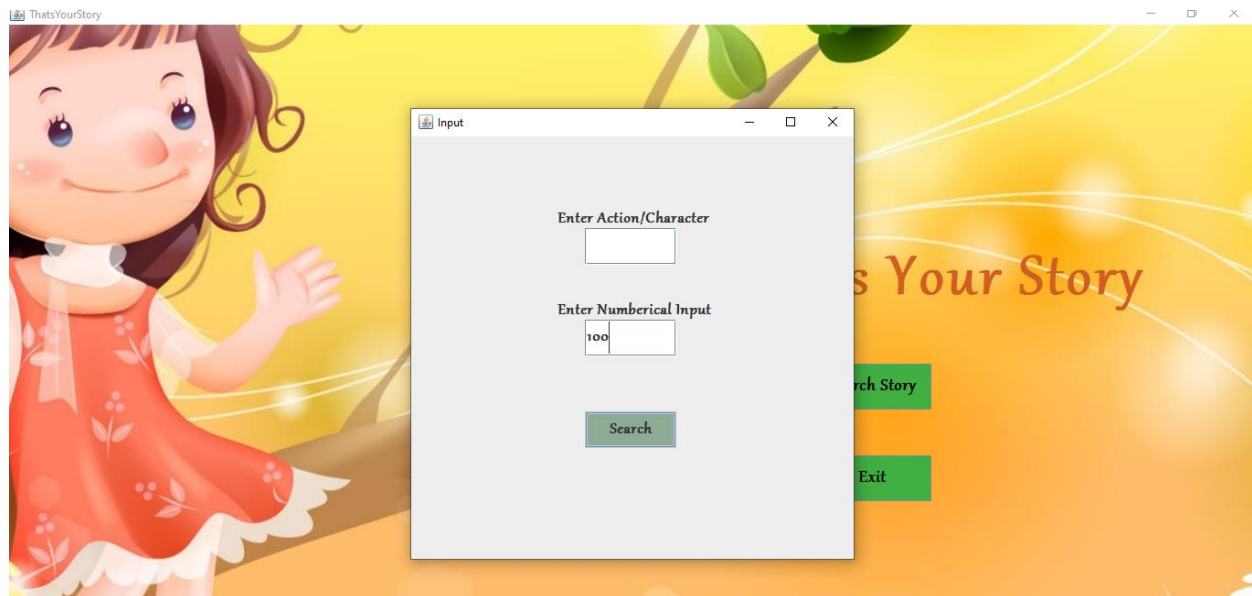 ThatsYourStory
Input
Enter Action/Character
Enter Numberical Input
100
Search
s Your Story
rch Story
Exit